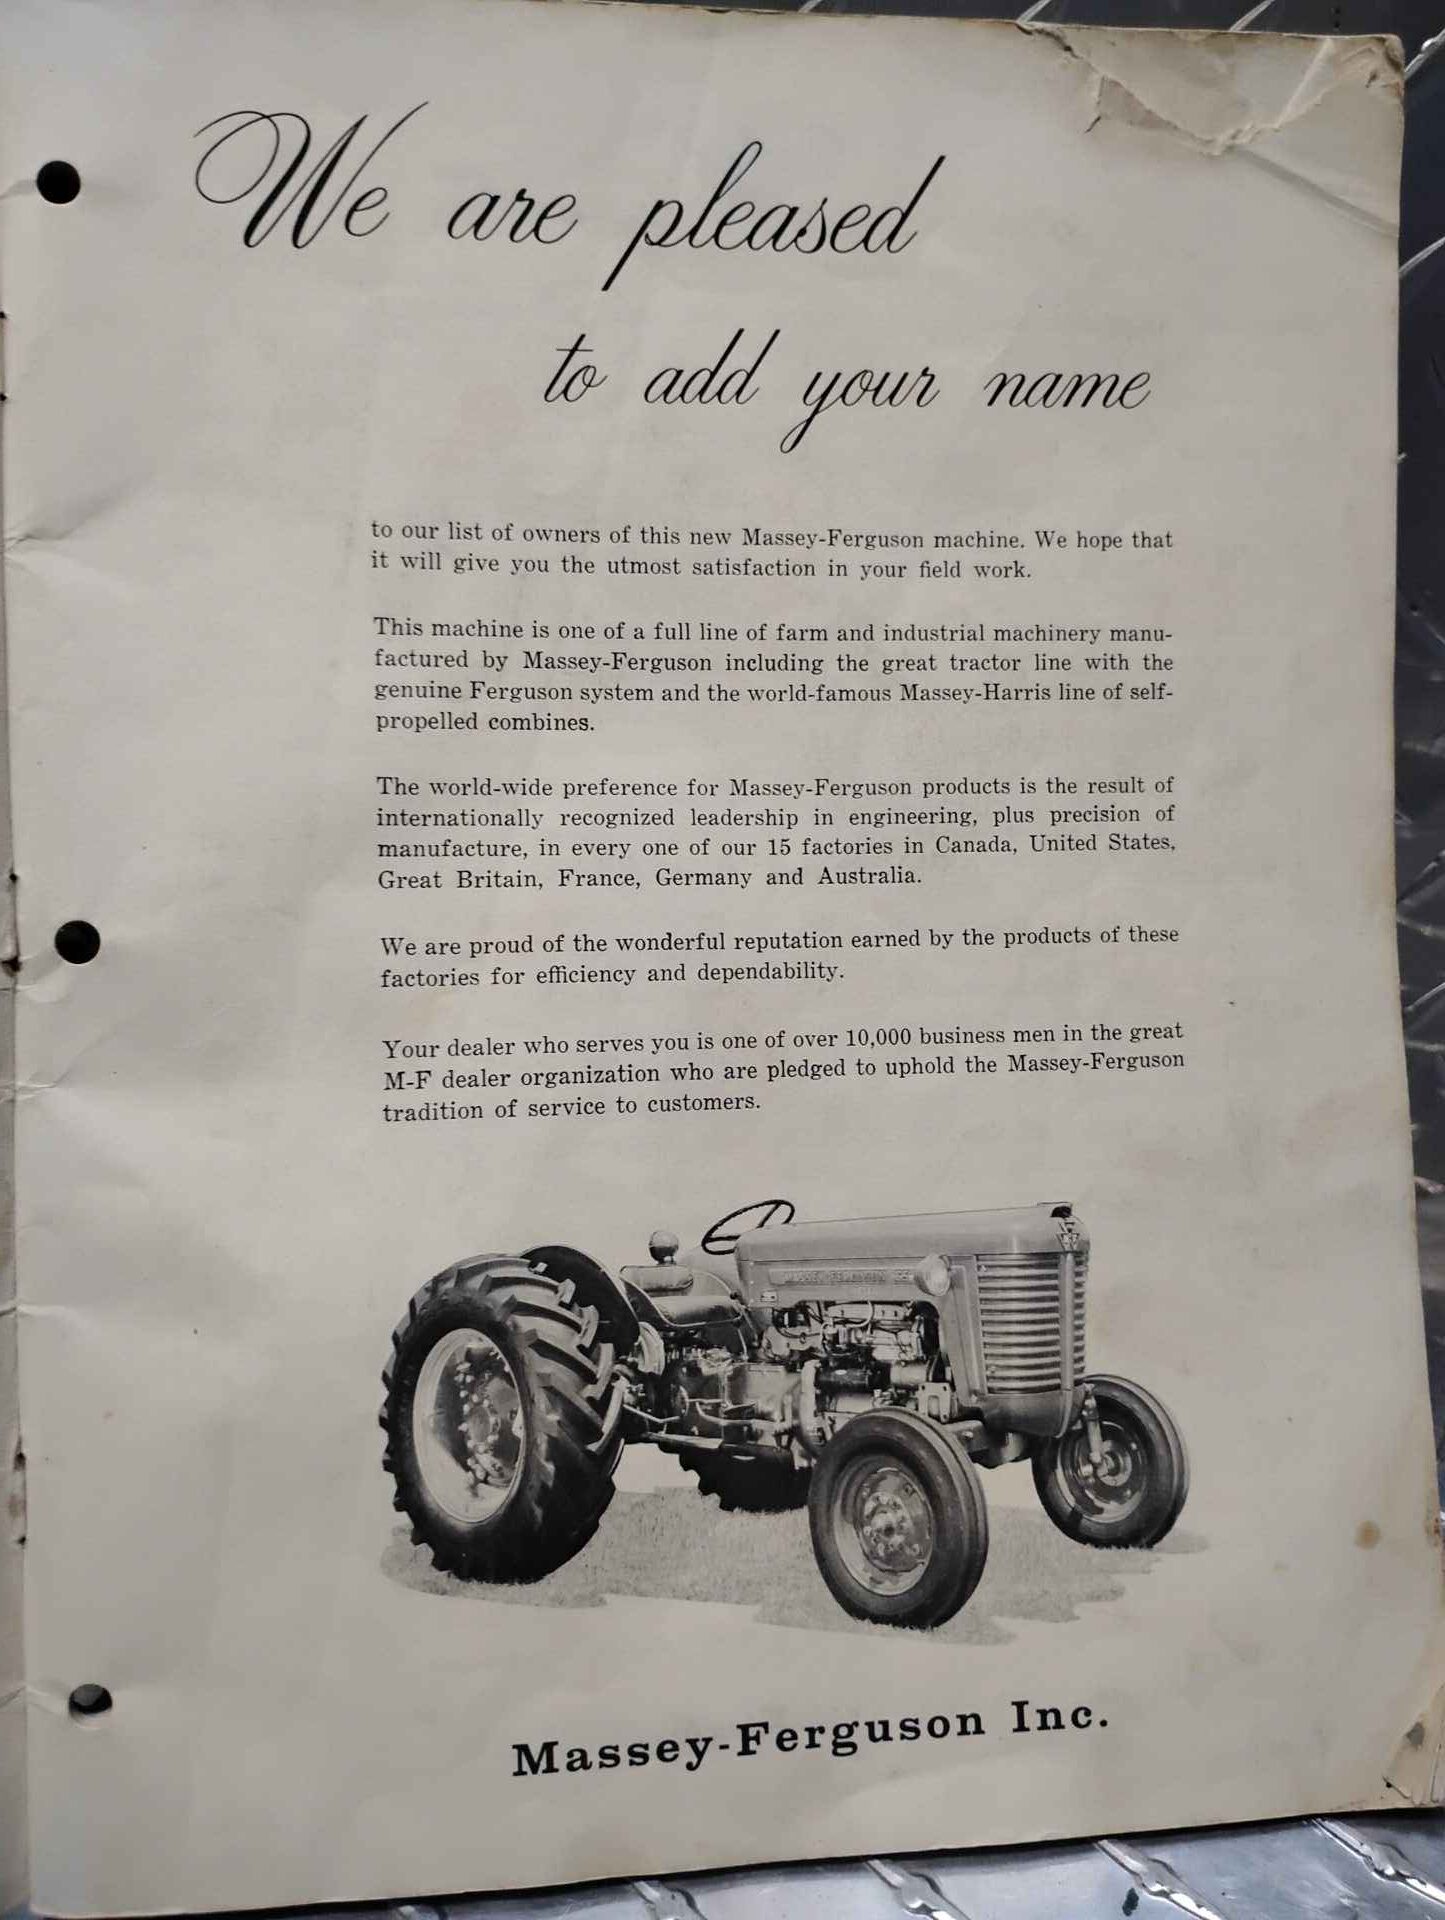 We are pleased
to add your name
to our list of owners of this new Massey-Ferguson machine. We hope that
it will give you the utmost satisfaction in your field work.
This machine is one of a full line of farm and industrial machinery manu-
factured by Massey-Ferguson including the great tractor line with the
genuine Ferguson system and the world-famous Massey-Harris line of self-
propelled combines.
The world-wide preference for Massey-Ferguson products is the result of
internationally recognized leadership in engineering, plus precision of
manufacture, in every one of our 15 factories in Canada, United States,
Great Britain, France, Germany and Australia.
We are proud of the wonderful reputation earned by the products of these
factories for efficiency and dependability.
Your dealer who serves you is one of over 10,000 business men in the great
M-F dealer organization who are pledged to uphold the Massey-Ferguson
tradition of service to customers.
MASSEY FERGUSON
Massey-Ferguson Inc.